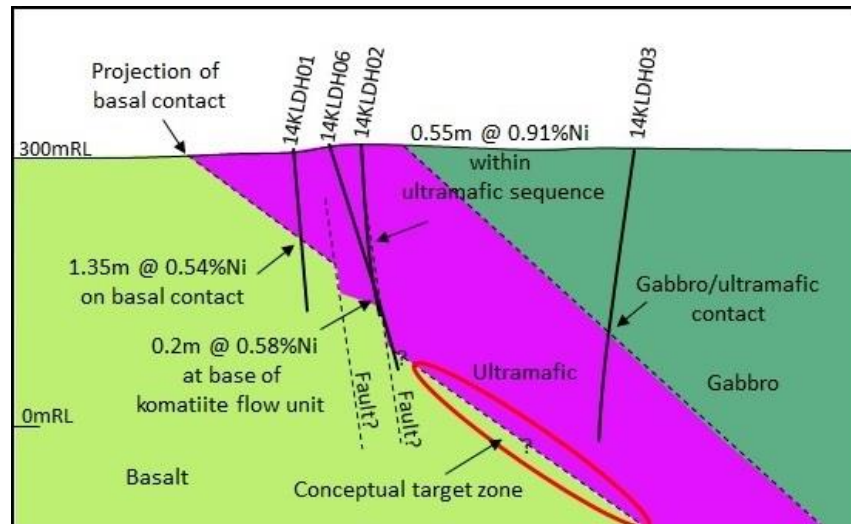 14KLDH01
14KLDH06
14KLDH02
14KLDH03
Projection of
basal contact
300mRL
0.55m @ 0.91%Ni
within
ultramafic sequence
1.35m @ 0.54%Ni
on basal contact
Gabbro/ultramafic
contact
0.2m @ 0.58%Ni
at base of
komatiite flow unit
?
Ultramafic
Gabbro
Fault?
Fault?
0mRL
?
Basalt
Conceptual target zone